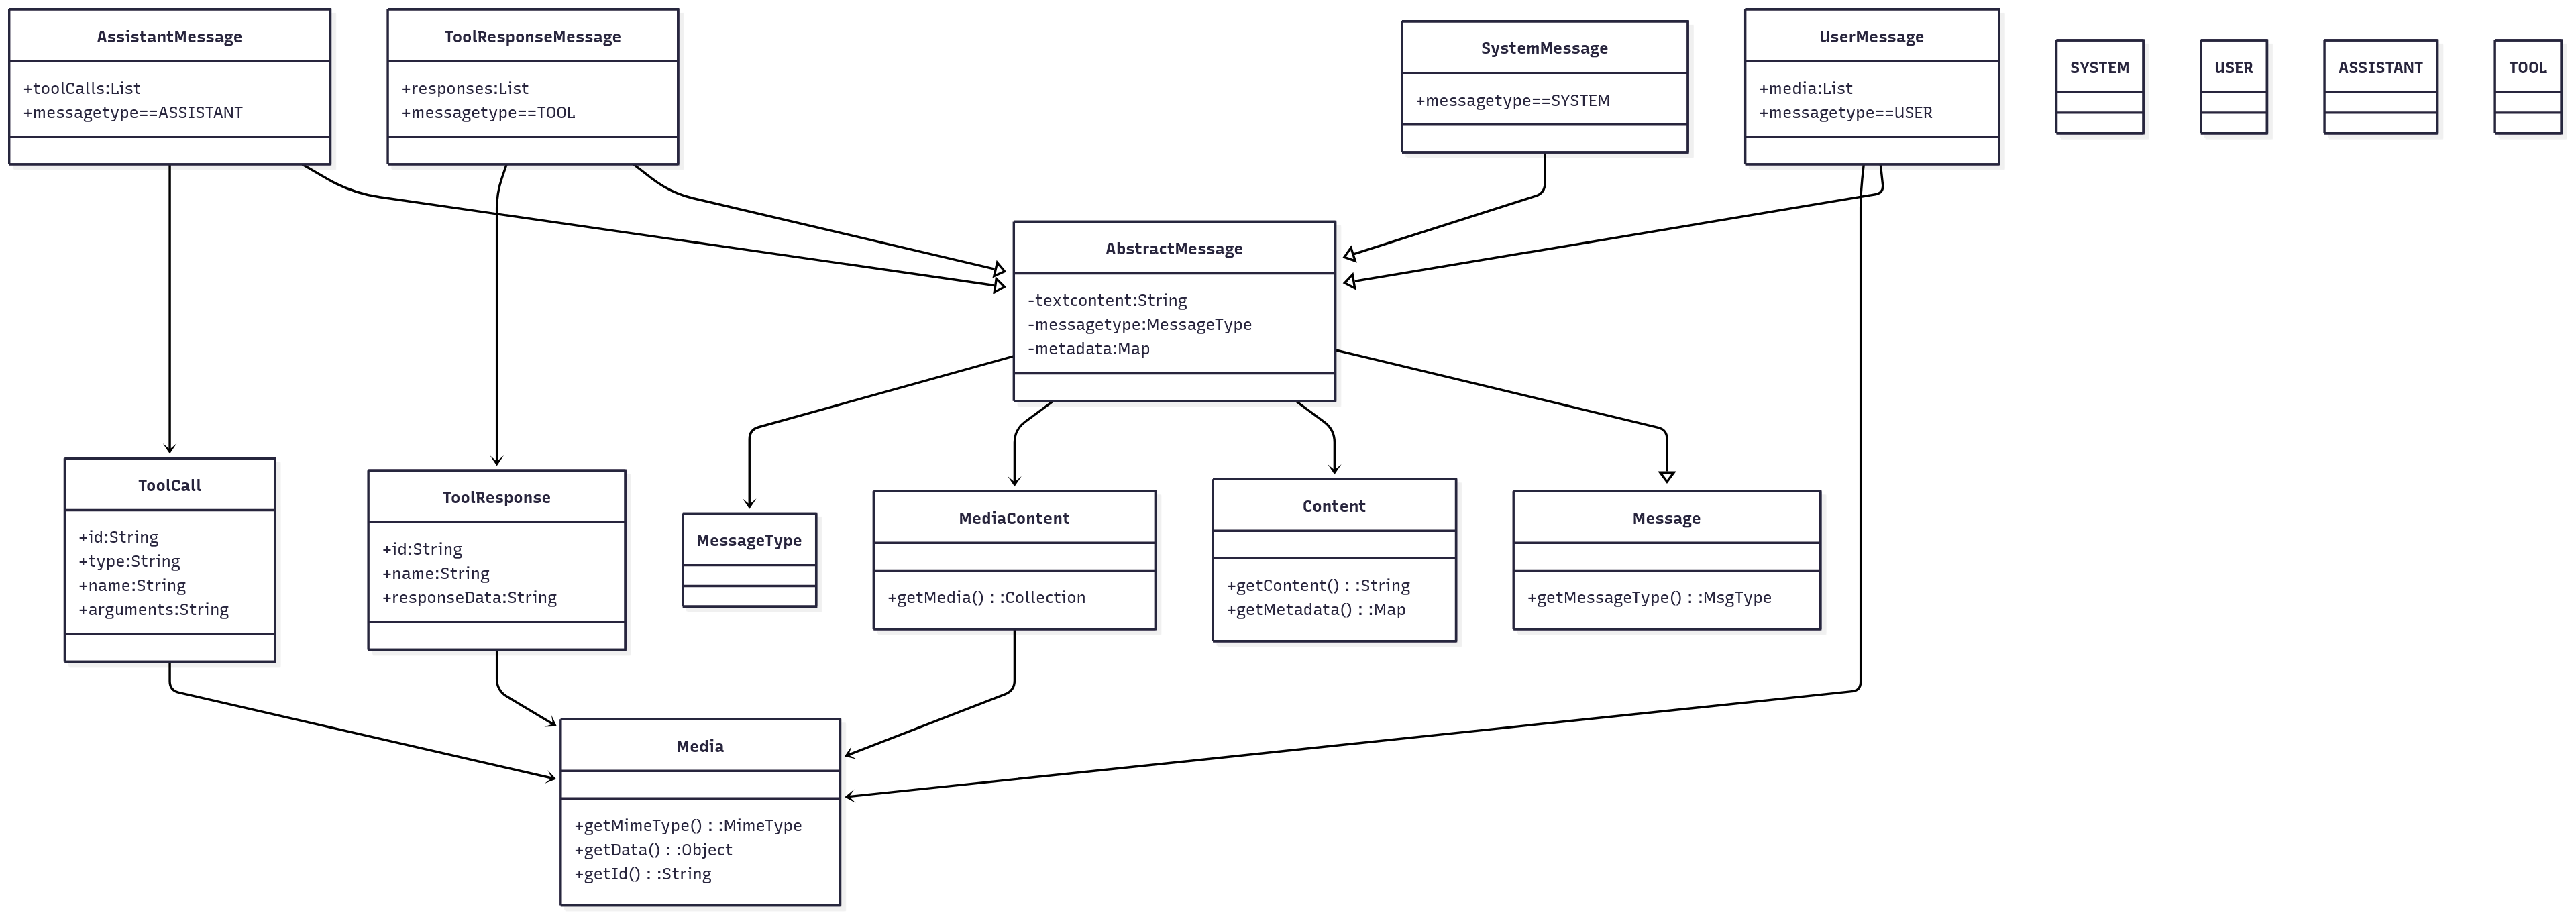 AssistantMessage
+toolCalls:List
+messagetype==ASSISTANT
ToolResponseMessage
+responses:List
+messagetype==TOOL
SystemMessage
+messagetype==SYSTEM
UserMessage
+media:List
+messagetype==USER
SYSTEM
USER
ASSISTANT
TOOL
AbstractMessage
-textcontent:String
-messagetype:MessageType
-metadata:Map
ToolCall
+id:String
+type:String
+name:String
+arguments:String
ToolResponse
+id:String
+name:String
+responseData:String
MessageType
MediaContent
+getMedia() : :Collection
Content
+getContent() : :String
+getMetadata() : :Map
Message
+getMessageType() : :MsgType
Media
+getMimeType() : :MimeType
+getData() : :Object
+getId() : :String